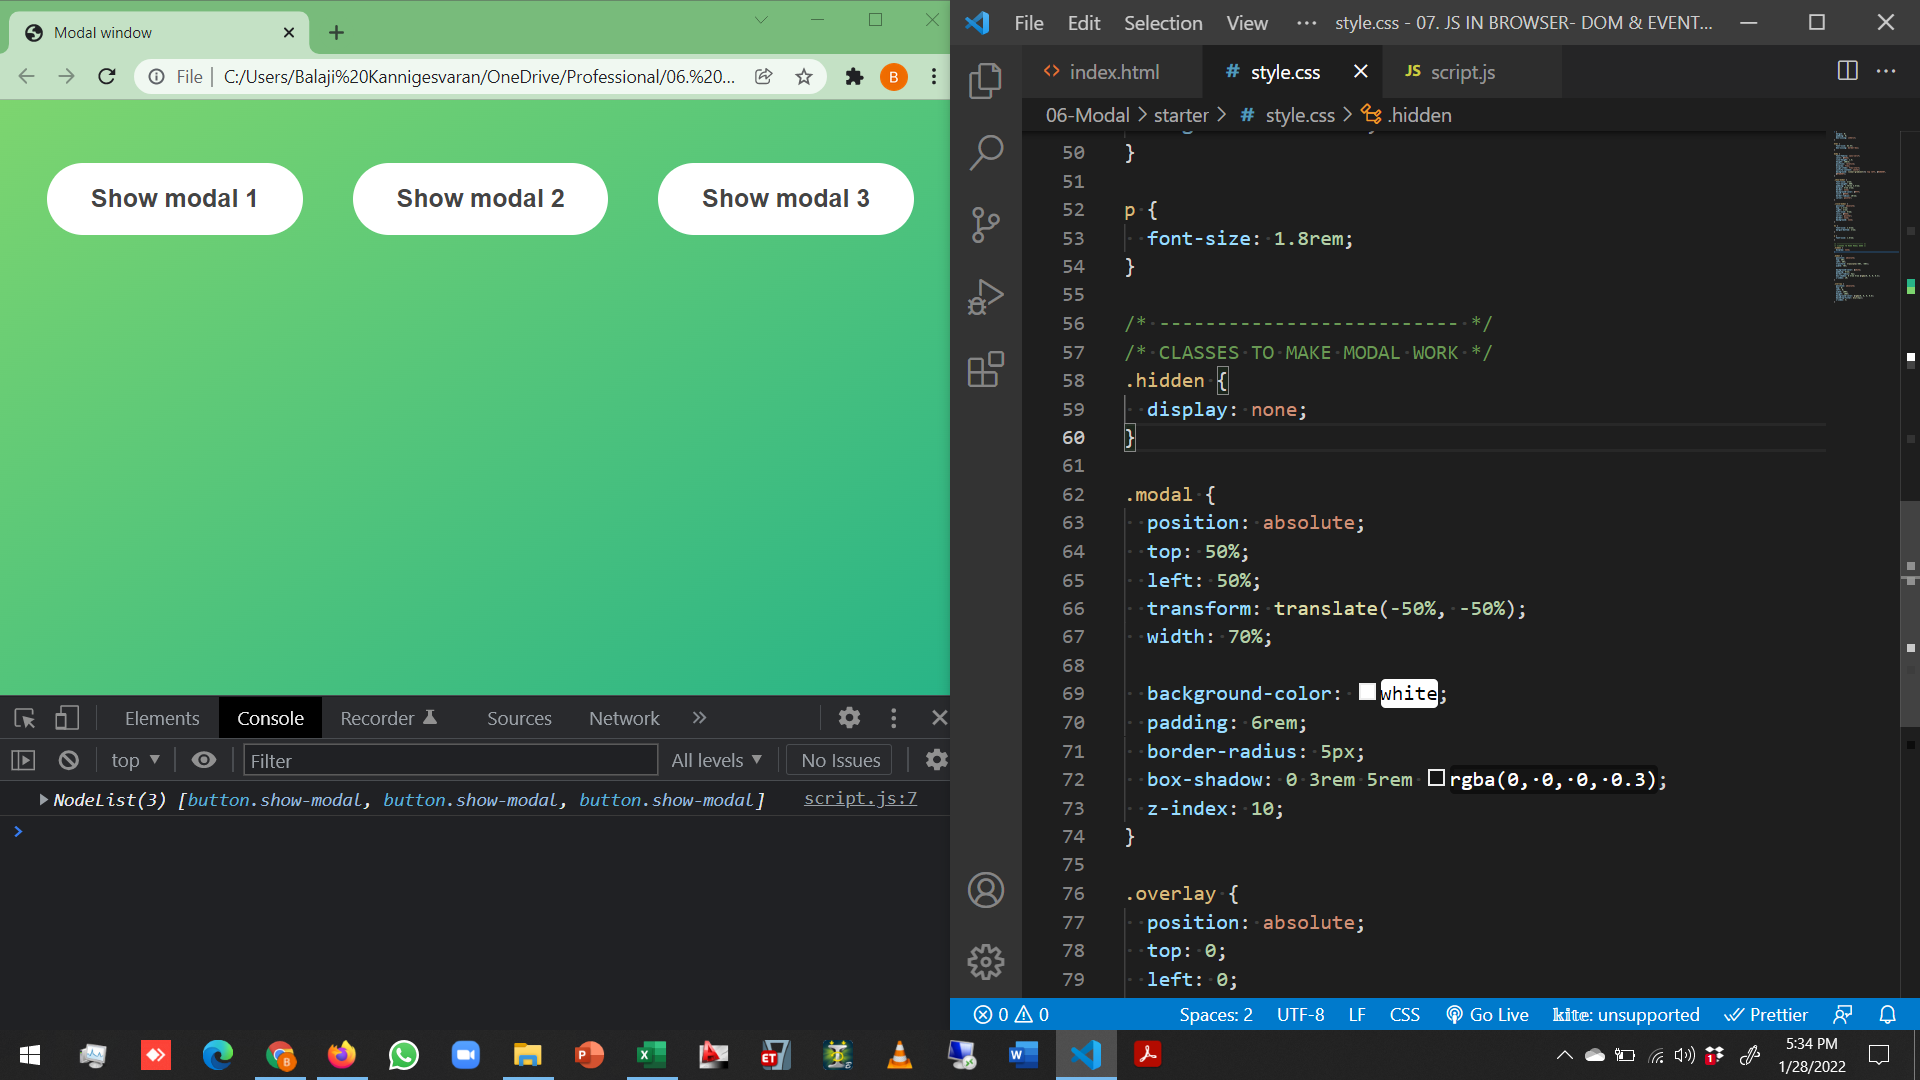 Modal window
File
C:/Users/Balaji%20Kannigesvaran/OneDrive/Professional/06.%20...
B
Show modal 1
Show modal 2
Show modal 3
Elements
Console
Recorder
Sources
Network
top
Filter
All levels
No Issues
NodeList(3) [button.show-modal, button.show-modal, button.show-modal]
script.js:7
File Edit Selection View ··· style.css - 07. JS IN BROWSER- DOM & EVENT...
index.html
# style.css
JS script.js
06-Modal > starter > # style.css > .hidden
50 }
51
52 p {
53 font-size: 1.8rem;
54 }
55
56 /* -------------------------- */
57 /* CLASSES TO MAKE MODAL WORK */
58 .hidden {
59 display: none;
60 }
61
62 .modal {
63 position: absolute;
64 top: 50%;
65 left: 50%;
66 transform: translate(-50%, -50%);
67 width: 70%;
68
69 background-color: white;
70 padding: 6rem;
71 border-radius: 5px;
72 box-shadow: 0 3rem 5rem rgba(0, 0, 0, 0.3);
73 z-index: 10;
74 }
75
76 .overlay {
77 position: absolute;
78 top: 0;
79 left: 0;
0 0 Spaces: 2 UTF-8 LF CSS Go Live kite: unsupported Prettier
5:34 PM
1/28/2022